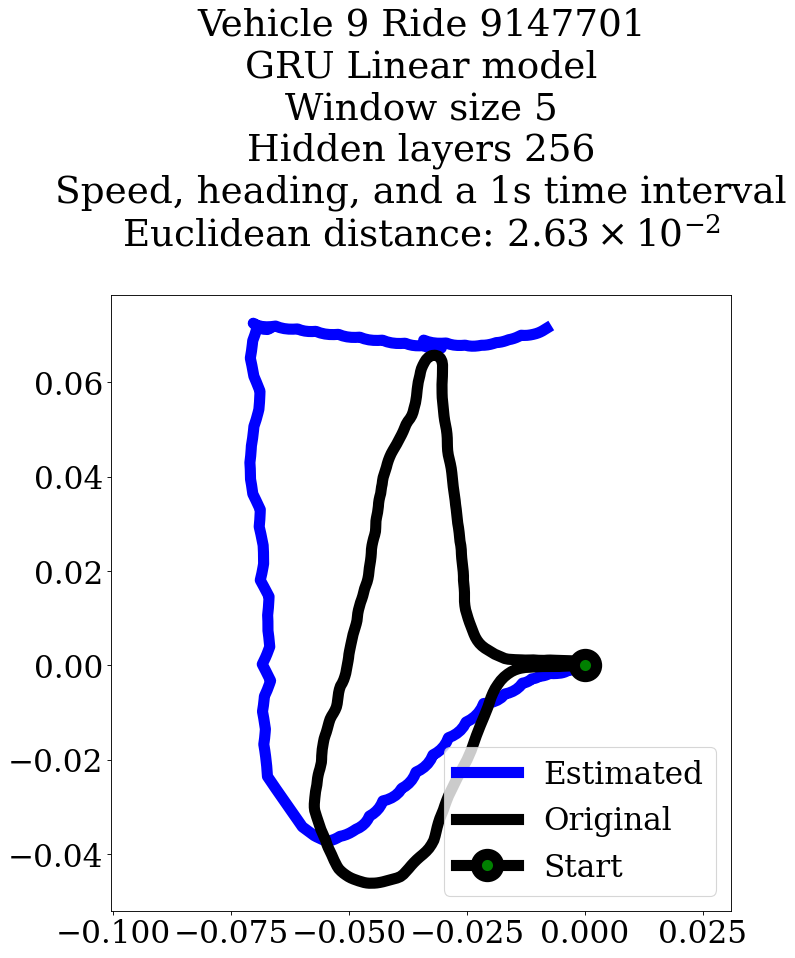 Vehicle 9 Ride 9147701
GRU Linear model
Window size 5
Hidden layers 256
Speed, heading, and a 1s time interval
Euclidean distance: 2.63 × 10⁻²
0.06
0.04
0.02
0.00
−0.02
−0.04
−0.100 −0.075 −0.050 −0.025 0.000 0.025
Estimated
Original
Start